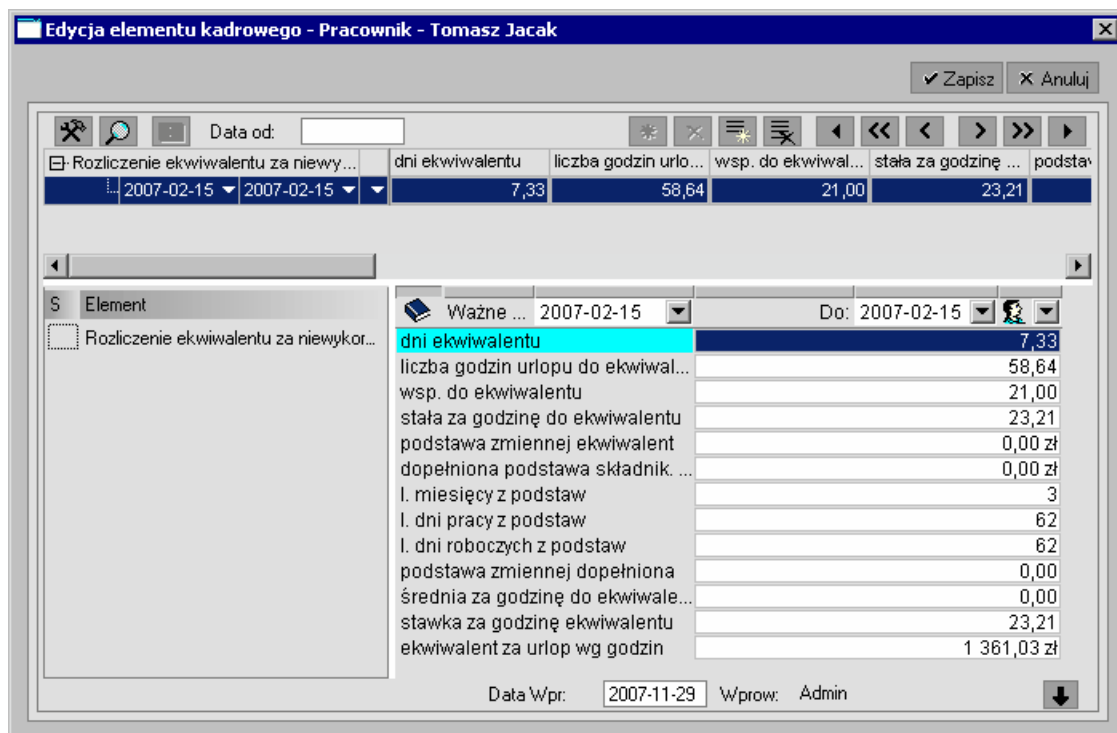 Edycja elementu kadrowego - Pracownik - Tomasz Jacak
Zapisz Anuluj
Data od:
Rozliczenie ekwiwalentu za niewy... dni ekwiwalentu liczba godzin urlo... wsp. do ekwiwal... stała za godzinę ... podstaw
2007-02-15 2007-02-15 7,33 58,64 21,00 23,21
S Element
Rozliczenie ekwiwalentu za niewykor...
Ważne ... 2007-02-15 Do: 2007-02-15
dni ekwiwalentu 7,33
liczba godzin urlopu do ekwiwal... 58,64
wsp. do ekwiwalentu 21,00
stała za godzinę do ekwiwalentu 23,21
podstawa zmiennej ekwiwalent 0,00 zł
dopełniona podstawa składnik. ... 0,00 zł
l. miesięcy z podstaw 3
l. dni pracy z podstaw 62
l. dni roboczych z podstaw 62
podstawa zmiennej dopełniona 0,00
średnia za godzinę do ekwiwale... 0,00
stawka za godzinę ekwiwalentu 23,21
ekwiwalent za urlop wg godzin 1 361,03 zł
Data Wpr: 2007-11-29 Wprow: Admin